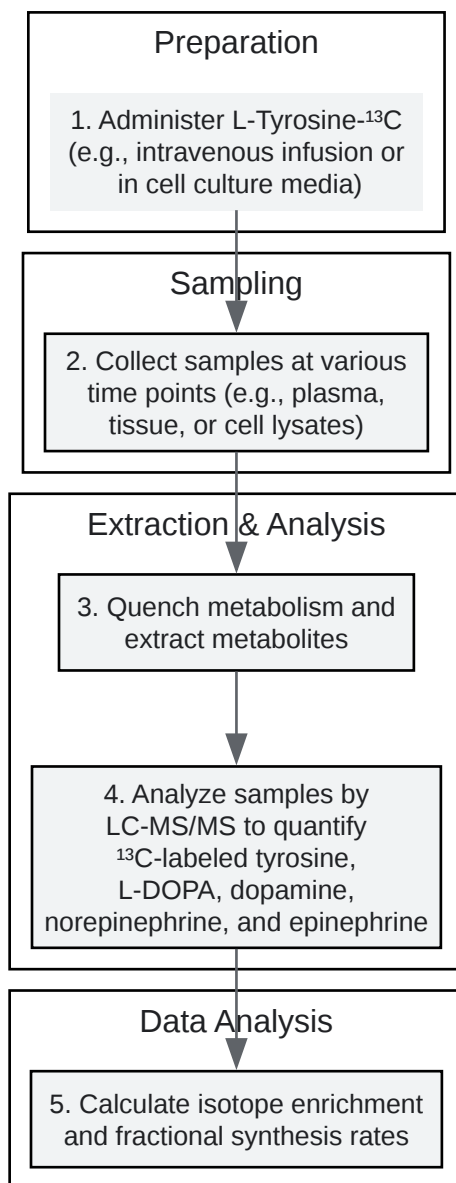 Preparation
1. Administer L-Tyrosine-¹³C
(e.g., intravenous infusion or
in cell culture media)
Sampling
2. Collect samples at various
time points (e.g., plasma,
tissue, or cell lysates)
Extraction & Analysis
3. Quench metabolism and
extract metabolites
4. Analyze samples by
LC-MS/MS to quantify
¹³C-labeled tyrosine,
L-DOPA, dopamine,
norepinephrine, and epinephrine
Data Analysis
5. Calculate isotope enrichment
and fractional synthesis rates